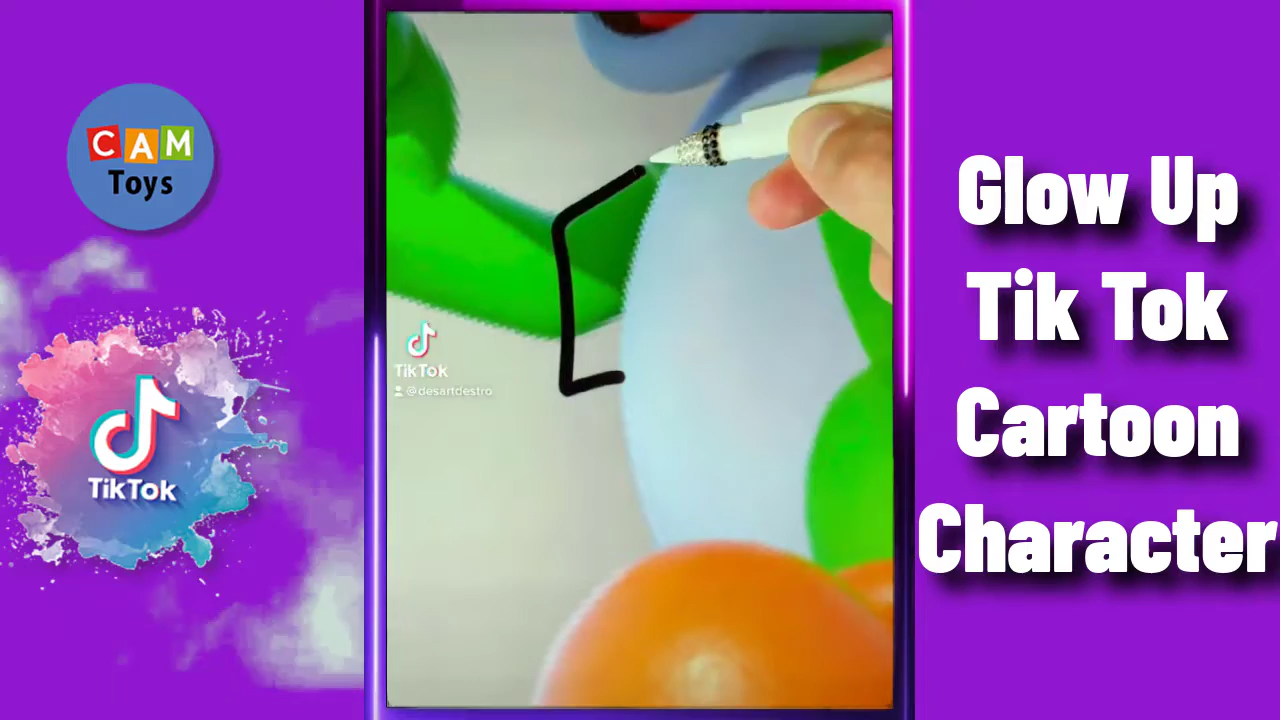 CAM
Toys
TikTok
TikTok
@desartdestro
Glow Up
Tik Tok
Cartoon
Character